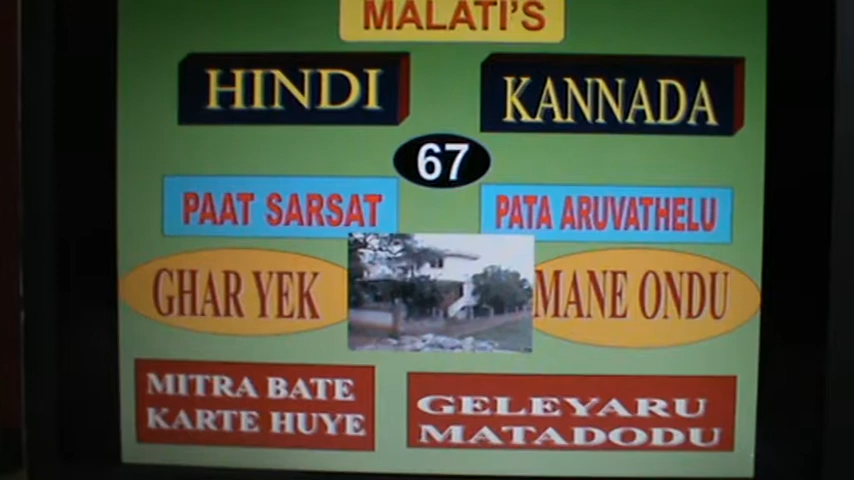 MALATI'S
HINDI
KANNADA
67
PAAT SARSAT
PATA ARUVATHELU
GHAR YEK
MANE ONDU
MITRA BATE
KARTE HUYE
GELEYARU
MATADODU